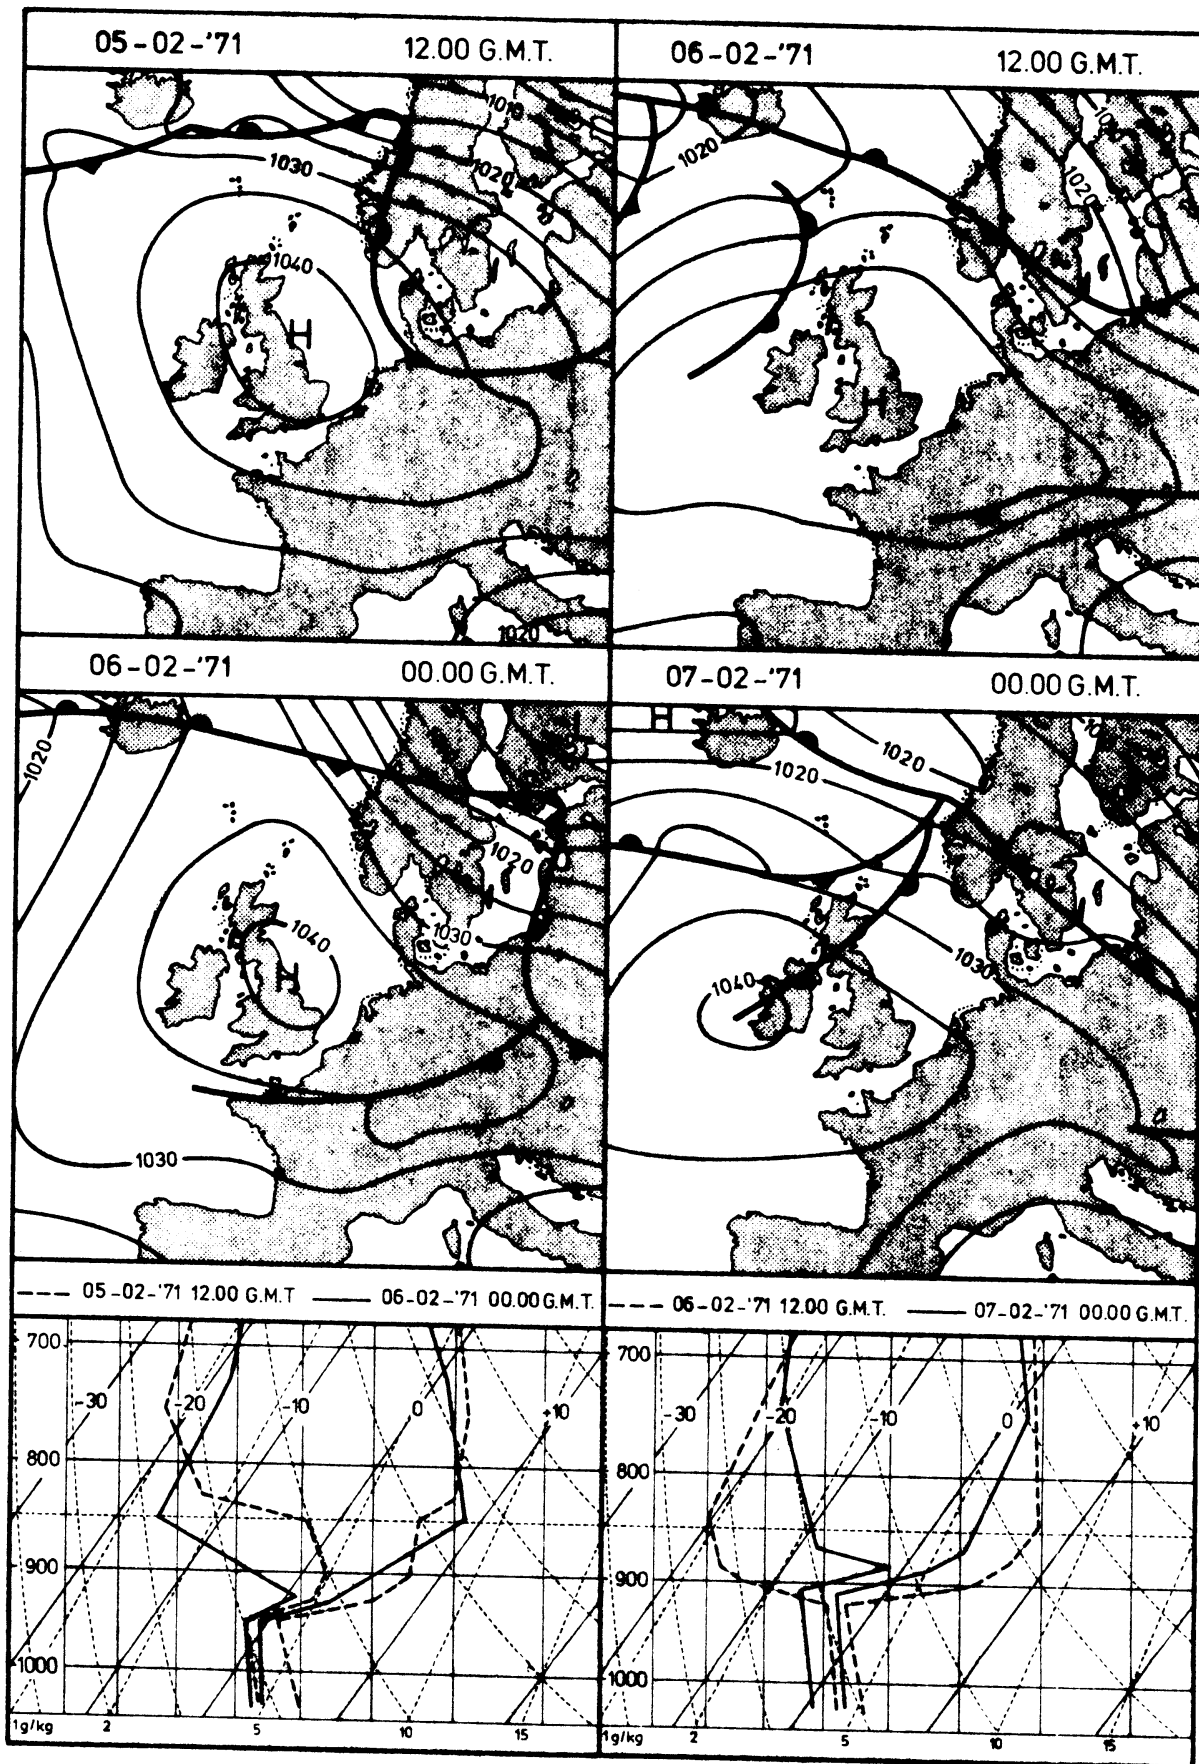 05-02-'71 12.00 G.M.T.
1010
1030
1020
1040
H
1020
06-02-'71 12.00 G.M.T.
1020
1020
H
06-02-'71 00.00 G.M.T.
1020
1020
1040
1030
H
1030
07-02-'71 00.00 G.M.T.
H
1020
1020
1030
1040
--- 05-02-'71 12.00 G.M.T — 06-02-'71 00.00 G.M.T.
700
-30 -20 -10 0 +10
800
900
1000
1g/kg 2 5 10 15
--- 06-02-'71 12.00 G.M.T. — 07-02-'71 00.00 G.M.T.
700
-30 -20 -10 0 +10
800
900
1000
1g/kg 2 5 10 15